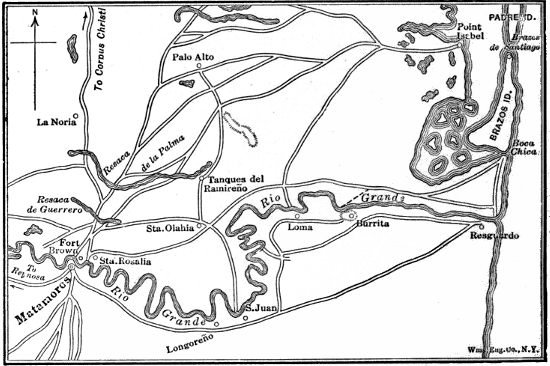 N
To Corpus Christi
Point
Isabel
PADRE ID.
Brazos
de Santiago
Palo Alto
La Noria
Resaca
de la Palma
BRAZOS ID.
Boca
Chica
Tanques del
Ramireño
Resaca
de Guerrero
Rio
Grande
Sta. Olahia
Loma
Burrita
Resguardo
Fort
Brown
Sta. Rosalia
To
Reynosa
Matamoros
Rio
Grande
S. Juan
Longoreño
Wms. Eng. Co., N.Y.